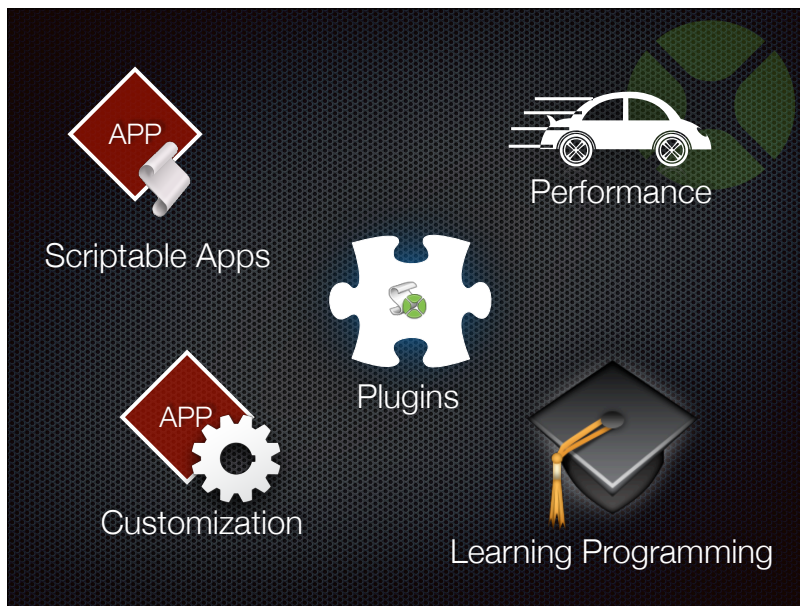 APP
Scriptable Apps
Performance
Plugins
APP
Customization
Learning Programming